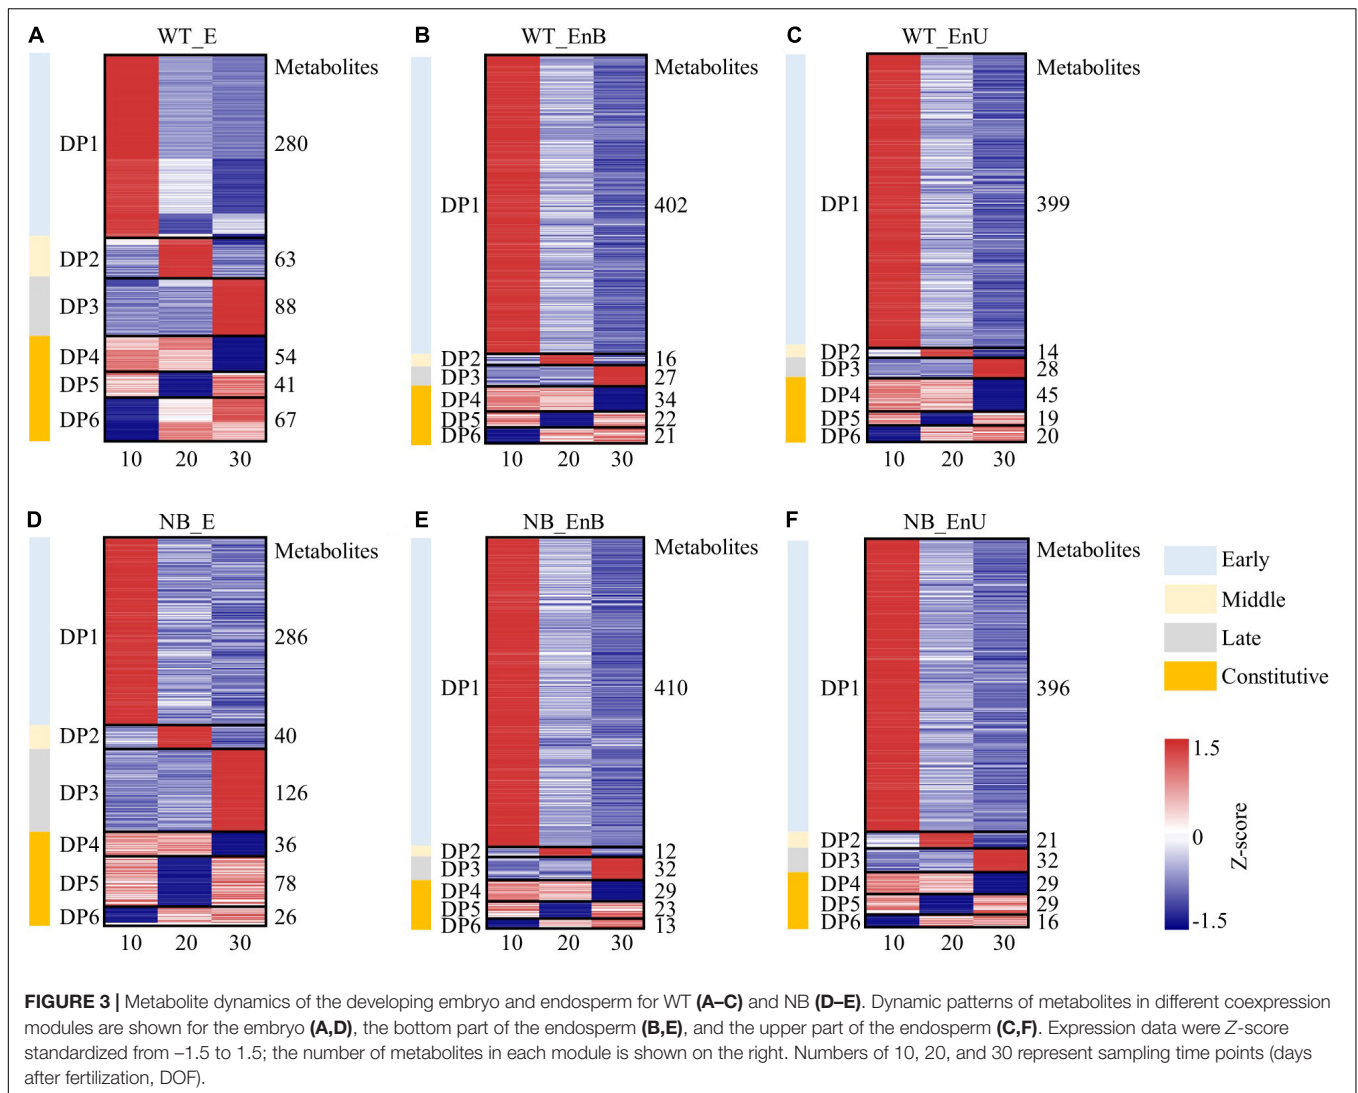 A
WT_E
Metabolites
DP1
280
DP2
63
DP3
88
DP4
54
DP5
41
DP6
67
10 20 30
B
WT_EnB
Metabolites
DP1
402
DP2
16
DP3
27
DP4
34
DP5
22
DP6
21
10 20 30
C
WT_EnU
Metabolites
DP1
399
DP2
14
DP3
28
DP4
45
DP5
19
DP6
20
10 20 30
D
NB_E
Metabolites
DP1
286
DP2
40
DP3
126
DP4
36
DP5
78
DP6
26
10 20 30
E
NB_EnB
Metabolites
DP1
410
DP2
12
DP3
32
DP4
29
DP5
23
DP6
13
10 20 30
F
NB_EnU
Metabolites
DP1
396
DP2
21
DP3
32
DP4
29
DP5
29
DP6
16
10 20 30
Early
Middle
Late
Constitutive
1.5
0
-1.5
Z-score
FIGURE 3 | Metabolite dynamics of the developing embryo and endosperm for WT (A–C) and NB (D–E). Dynamic patterns of metabolites in different coexpression
modules are shown for the embryo (A,D), the bottom part of the endosperm (B,E), and the upper part of the endosperm (C,F). Expression data were Z-score
standardized from –1.5 to 1.5; the number of metabolites in each module is shown on the right. Numbers of 10, 20, and 30 represent sampling time points (days
after fertilization, DOF).